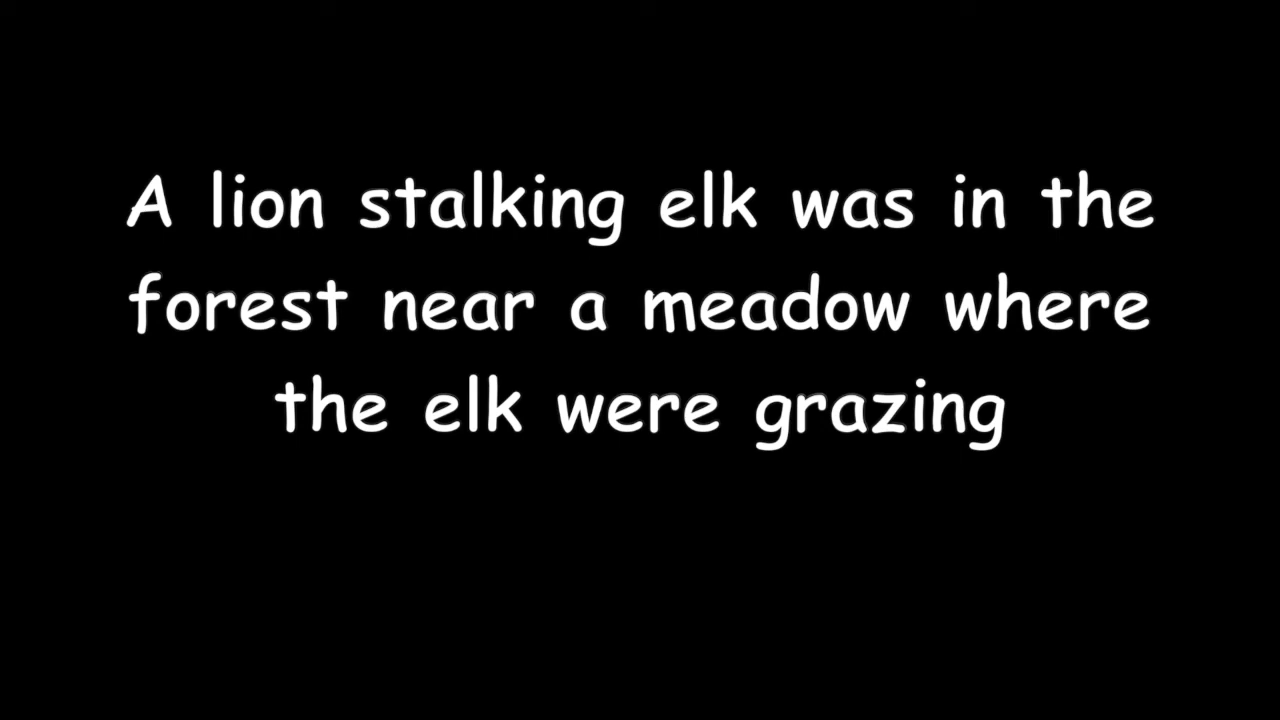 A lion stalking elk was in the
forest near a meadow where
the elk were grazing